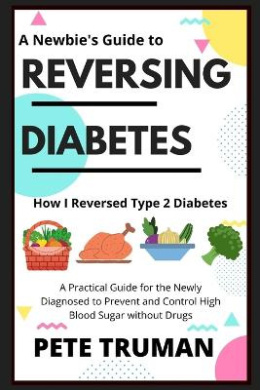 A Newbie's Guide to
REVERSING
DIABETES
How I Reversed Type 2 Diabetes
A Practical Guide for the Newly
Diagnosed to Prevent and Control High
Blood Sugar without Drugs
PETE TRUMAN